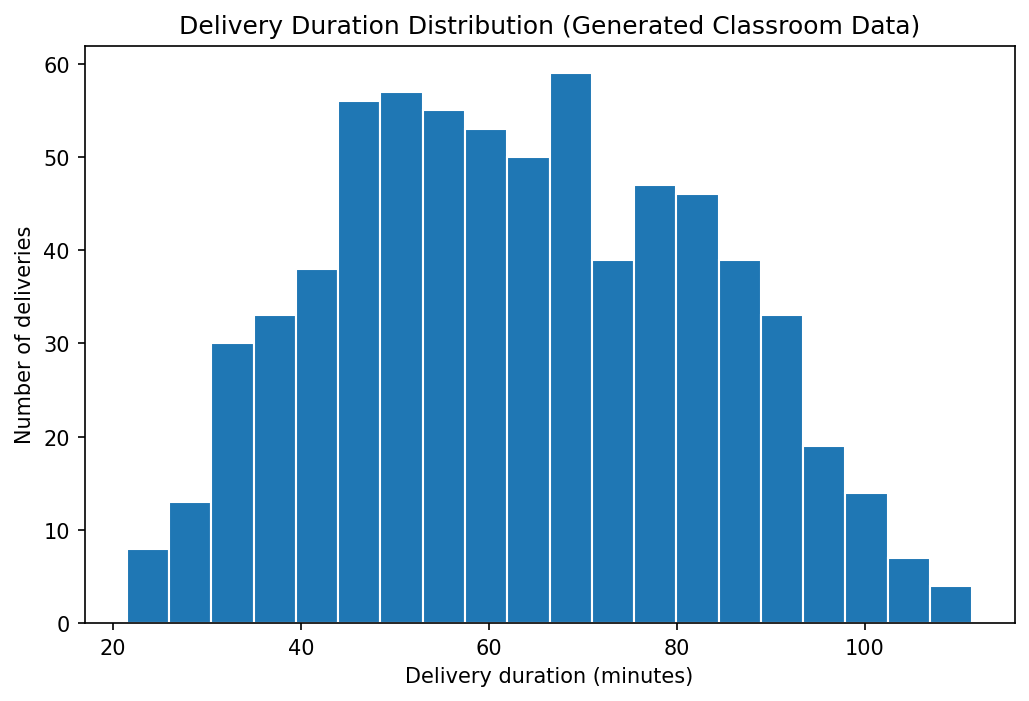 Delivery Duration Distribution (Generated Classroom Data)
60
50
40
30
20
10
0
Number of deliveries
20 40 60 80 100
Delivery duration (minutes)